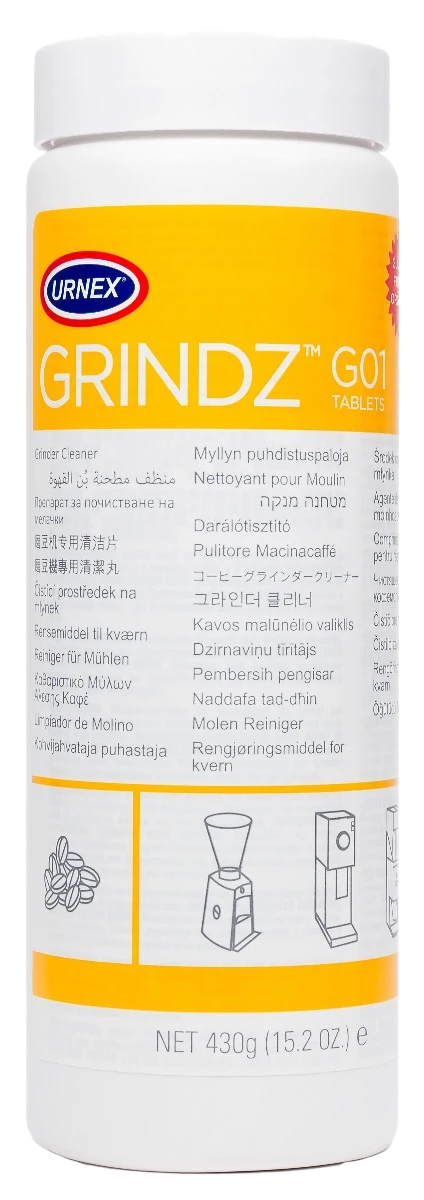 URNEX®
GRINDZ™ G01
TABLETS
Grinder Cleaner
منظف مطحنة بُن القهوة
Препарат за почистване на
мелачки
磨豆机专用清洁片
磨豆機專用清潔丸
Čisticí prostředek na
mlýnek
Rensemiddel til kværn
Reiniger für Mühlen
Καθαριστικό Μύλων
Άλεσης Καφέ
Limpiador de Molino
Kohvijahvataja puhastaja
Myllyn puhdistuspaloja
Nettoyant pour Moulin
מטחנה מנקה
Darálótisztító
Pulitore Macinacaffé
コーヒーグラインダークリーナー
그라인더 클리너
Kavos malūnėlio valiklis
Dzirnaviņu tīrītājs
Pembersih pengisar
Naddafa tad-dħin
Molen Reiniger
Rengjøringsmiddel for
kvern
NET 430g (15.2 OZ.) ℮